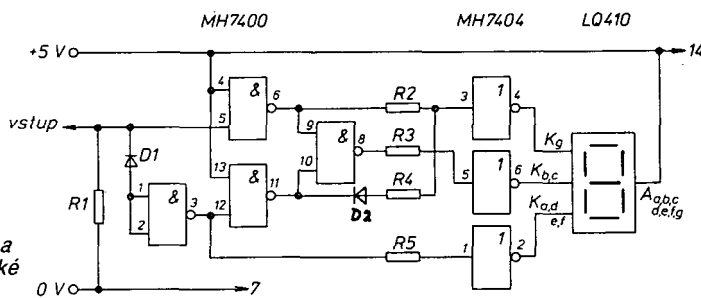 MH7400 MH7404 LQ410
+5 V 14
4 & 6 R2 3 1 4
vstup 5 9 & 8 R3 Kg
D1 10 5 1 6 Kb,c
13 & 11 R4 Aa,b,c
R1 1 & 3 12 D2 Ka,d d,e,f,g
2 e,f
a R5 1 1 2
ké
0 V 7